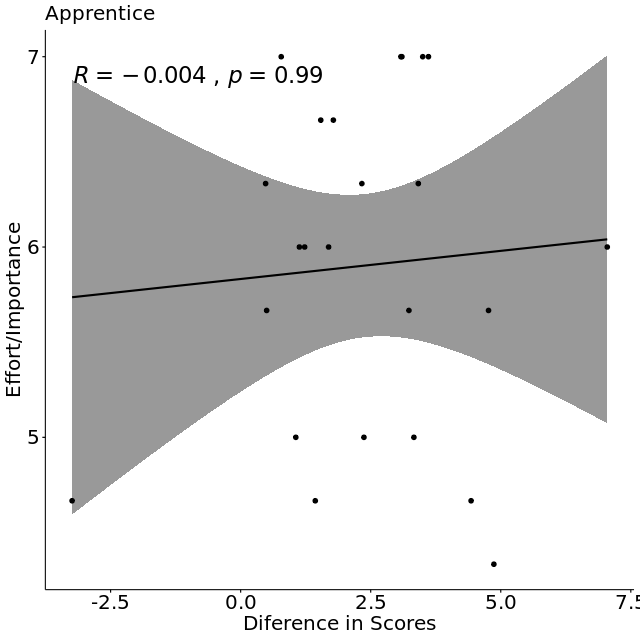 Apprentice
R = −0.004 , p = 0.99
7
6
5
Effort/Importance
-2.5 0.0 2.5 5.0 7.5
Diference in Scores